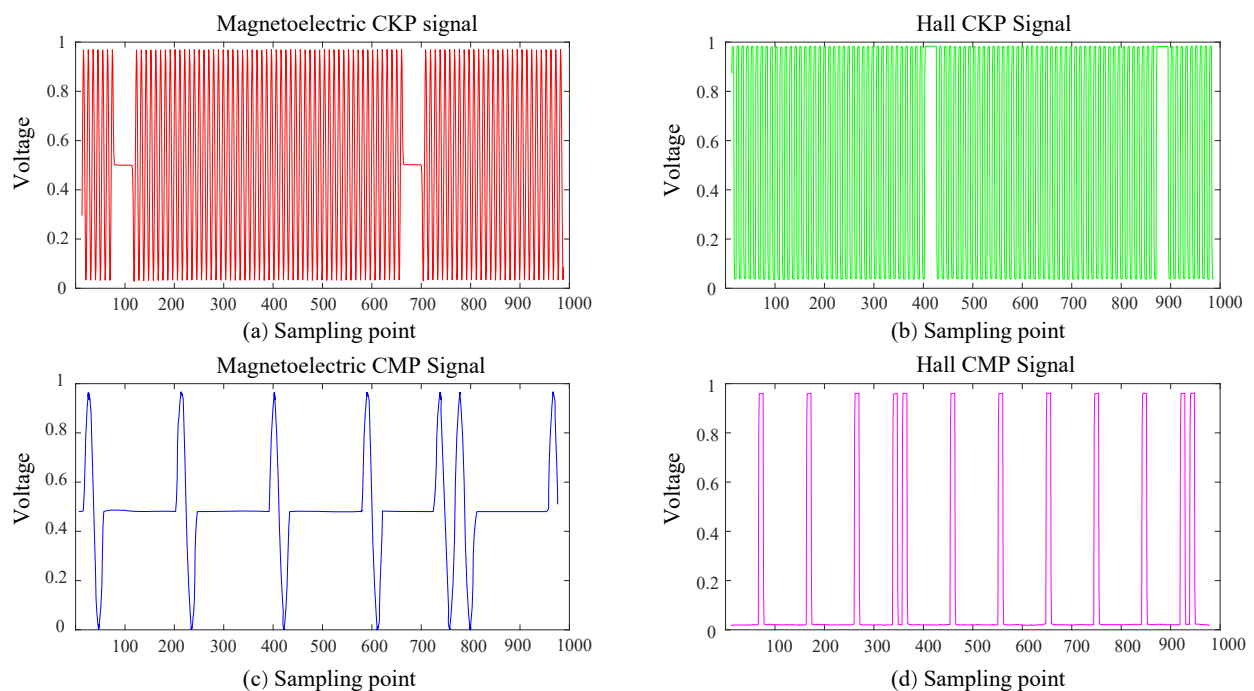 Magnetoelectric CKP signal
Voltage
1
0.8
0.6
0.4
0.2
0
100 200 300 400 500 600 700 800 900 1000
(a) Sampling point
Hall CKP Signal
Voltage
1
0.8
0.6
0.4
0.2
0
100 200 300 400 500 600 700 800 900 1000
(b) Sampling point
Magnetoelectric CMP Signal
Voltage
1
0.8
0.6
0.4
0.2
0
100 200 300 400 500 600 700 800 900 1000
(c) Sampling point
Hall CMP Signal
Voltage
1
0.8
0.6
0.4
0.2
0
100 200 300 400 500 600 700 800 900 1000
(d) Sampling point